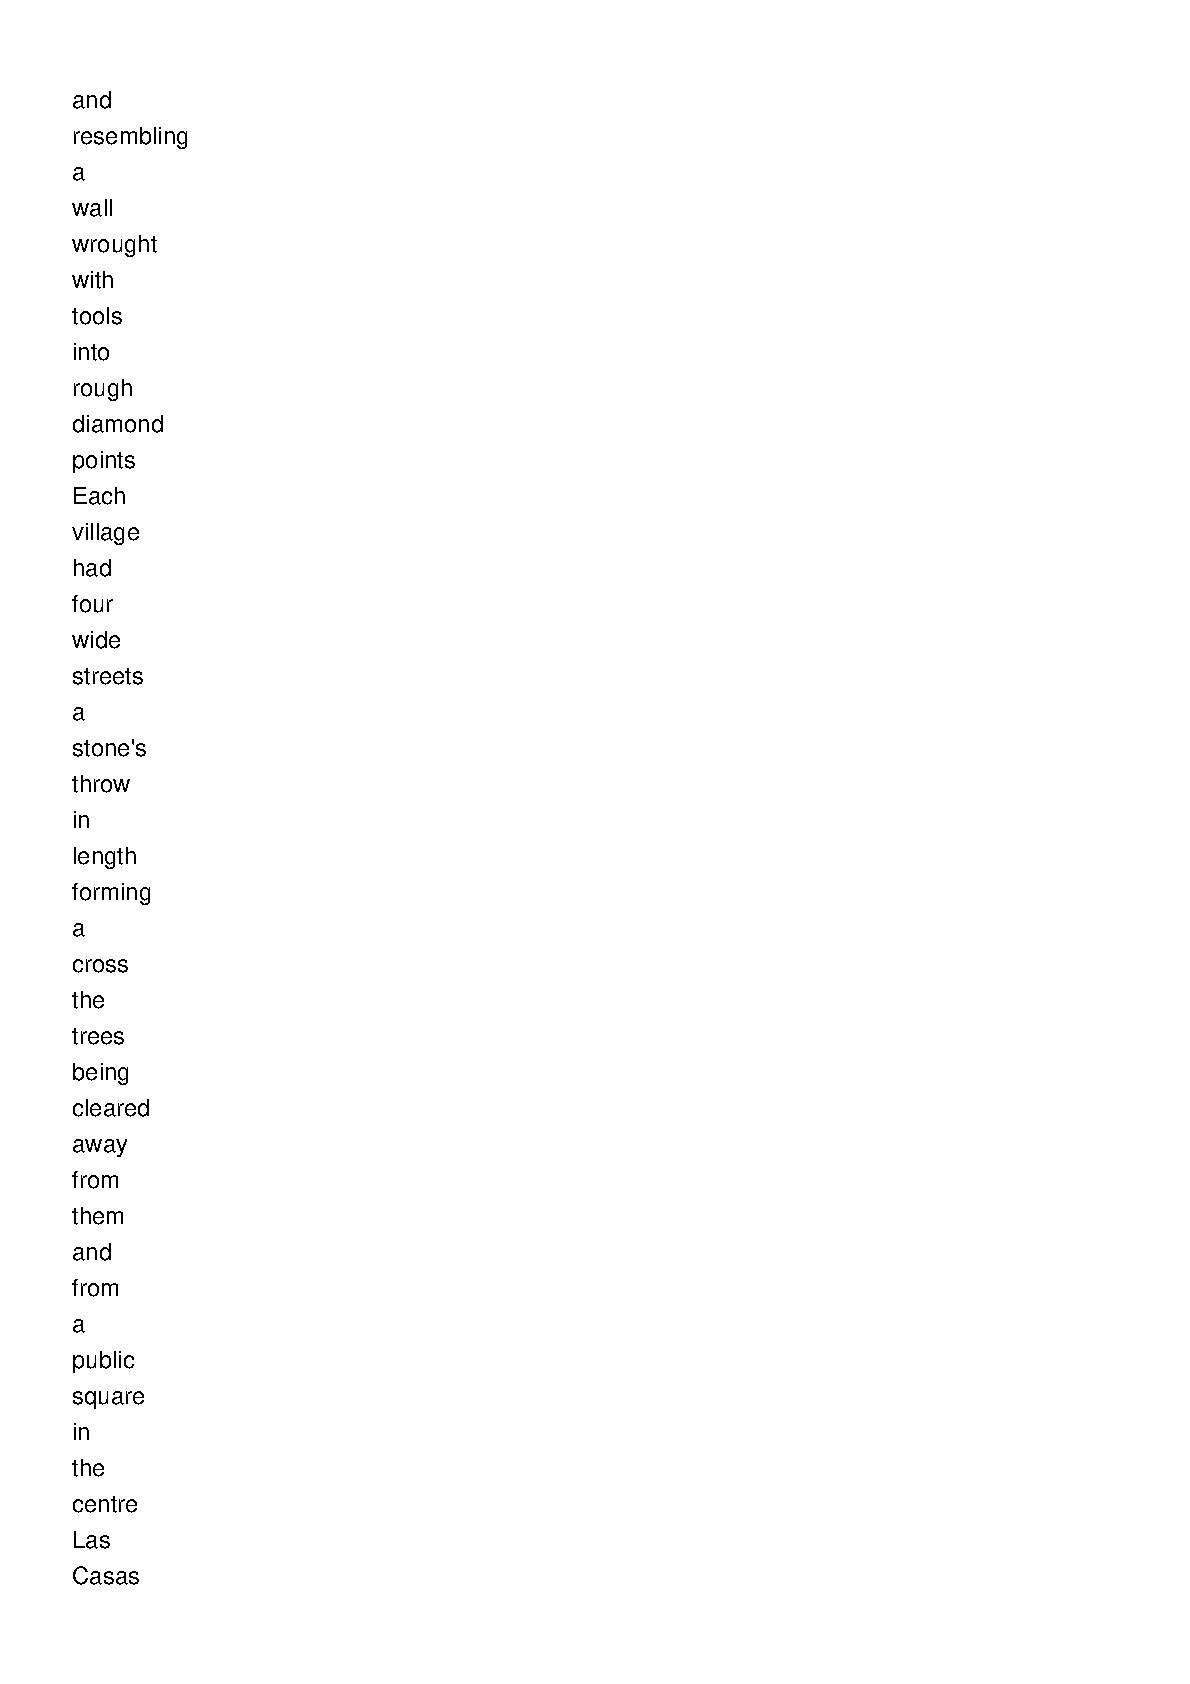 and
resembling
a
wall
wrought
with
tools
into
rough
diamond
points
Each
village
had
four
wide
streets
a
stone's
throw
in
length
forming
a
cross
the
trees
being
cleared
away
from
them
and
from
a
public
square
in
the
centre
Las
Casas